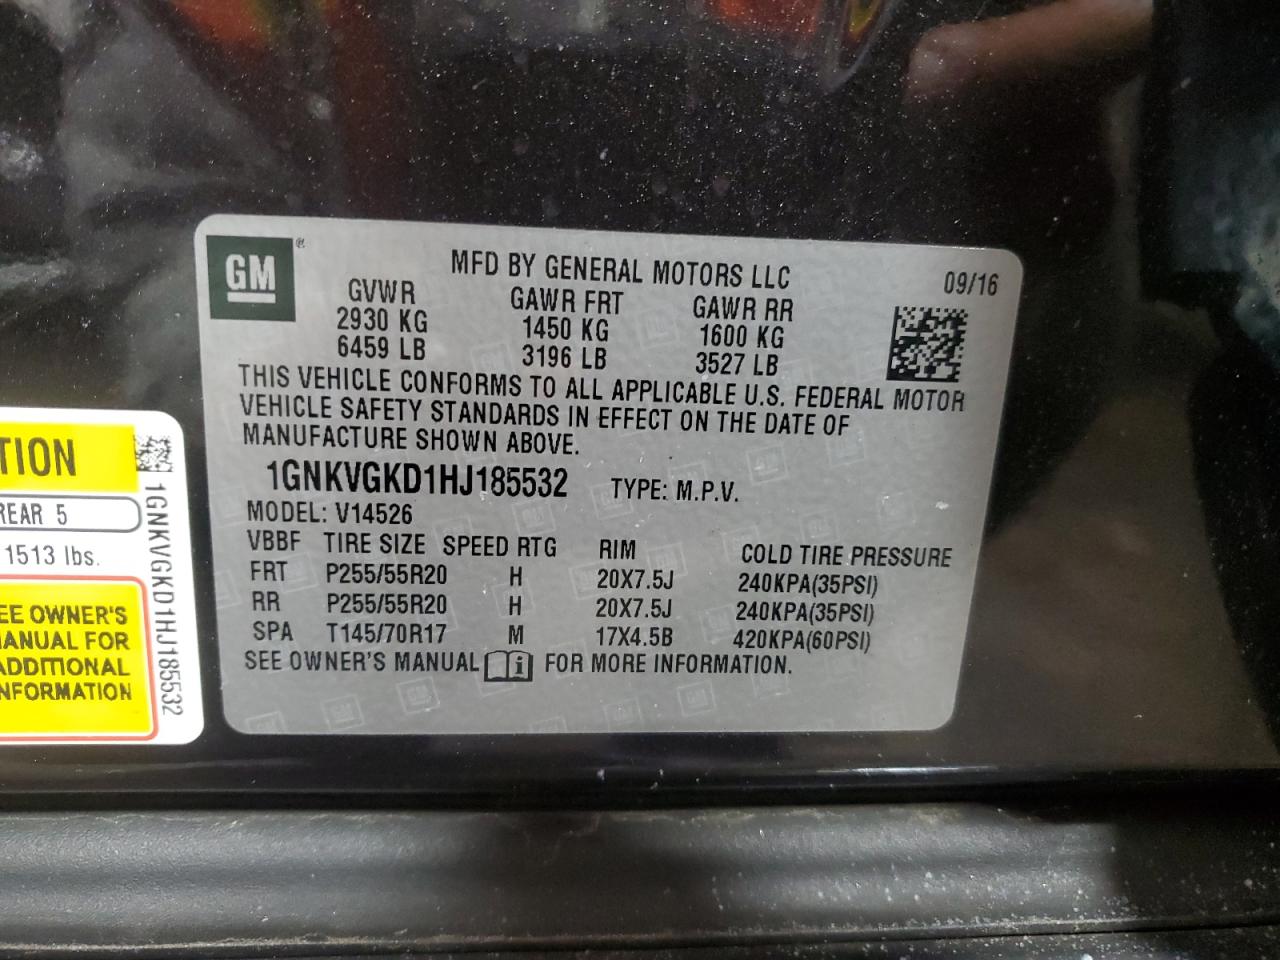 GM
®
MFD BY GENERAL MOTORS LLC
09/16
GVWR GAWR FRT GAWR RR
2930 KG 1450 KG 1600 KG
6459 LB 3196 LB 3527 LB
THIS VEHICLE CONFORMS TO ALL APPLICABLE U.S. FEDERAL MOTOR
VEHICLE SAFETY STANDARDS IN EFFECT ON THE DATE OF
MANUFACTURE SHOWN ABOVE.
1GNKVGKD1HJ185532 TYPE: M.P.V.
MODEL: V14526
VBBF TIRE SIZE SPEED RTG RIM COLD TIRE PRESSURE
FRT P255/55R20 H 20X7.5J 240KPA(35PSI)
RR P255/55R20 H 20X7.5J 240KPA(35PSI)
SPA T145/70R17 M 17X4.5B 420KPA(60PSI)
SEE OWNER'S MANUAL i FOR MORE INFORMATION.
TION
REAR 5
1513 lbs.
EE OWNER'S
ANUAL FOR
ADDITIONAL
NFORMATION
1GNKVGKD1HJ185532